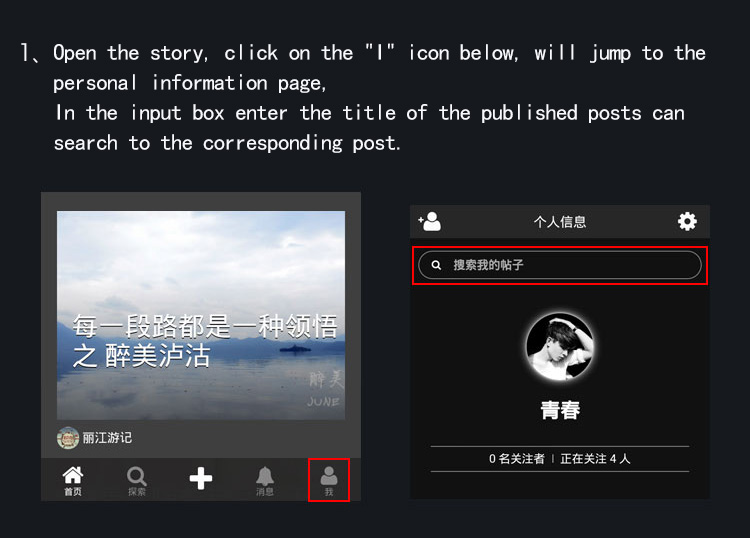 1、Open the story, click on the "I" icon below, will jump to the
personal information page,
In the input box enter the title of the published posts can
search to the corresponding post.
每一段路都是一种领悟
之 醉美泸沽
醉美
JUNE
丽江游记
首页 探索 消息 我
个人信息
搜索我的帖子
青春
0 名关注者 | 正在关注 4 人